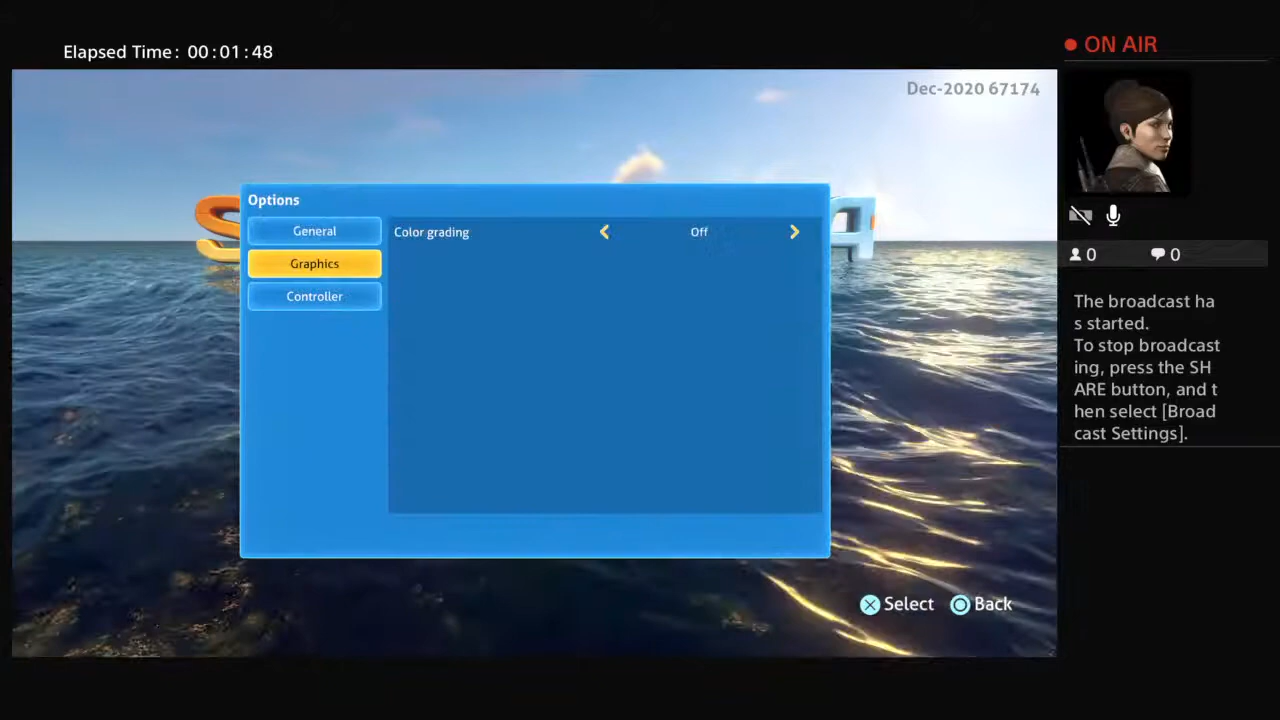 Elapsed Time: 00:01:48
ON AIR
Dec-2020 67174
Options
General
Color grading
Off
Graphics
Controller
0
0
The broadcast ha
s started.
To stop broadcast
ing, press the SH
ARE button, and t
hen select [Broad
cast Settings].
Select
Back